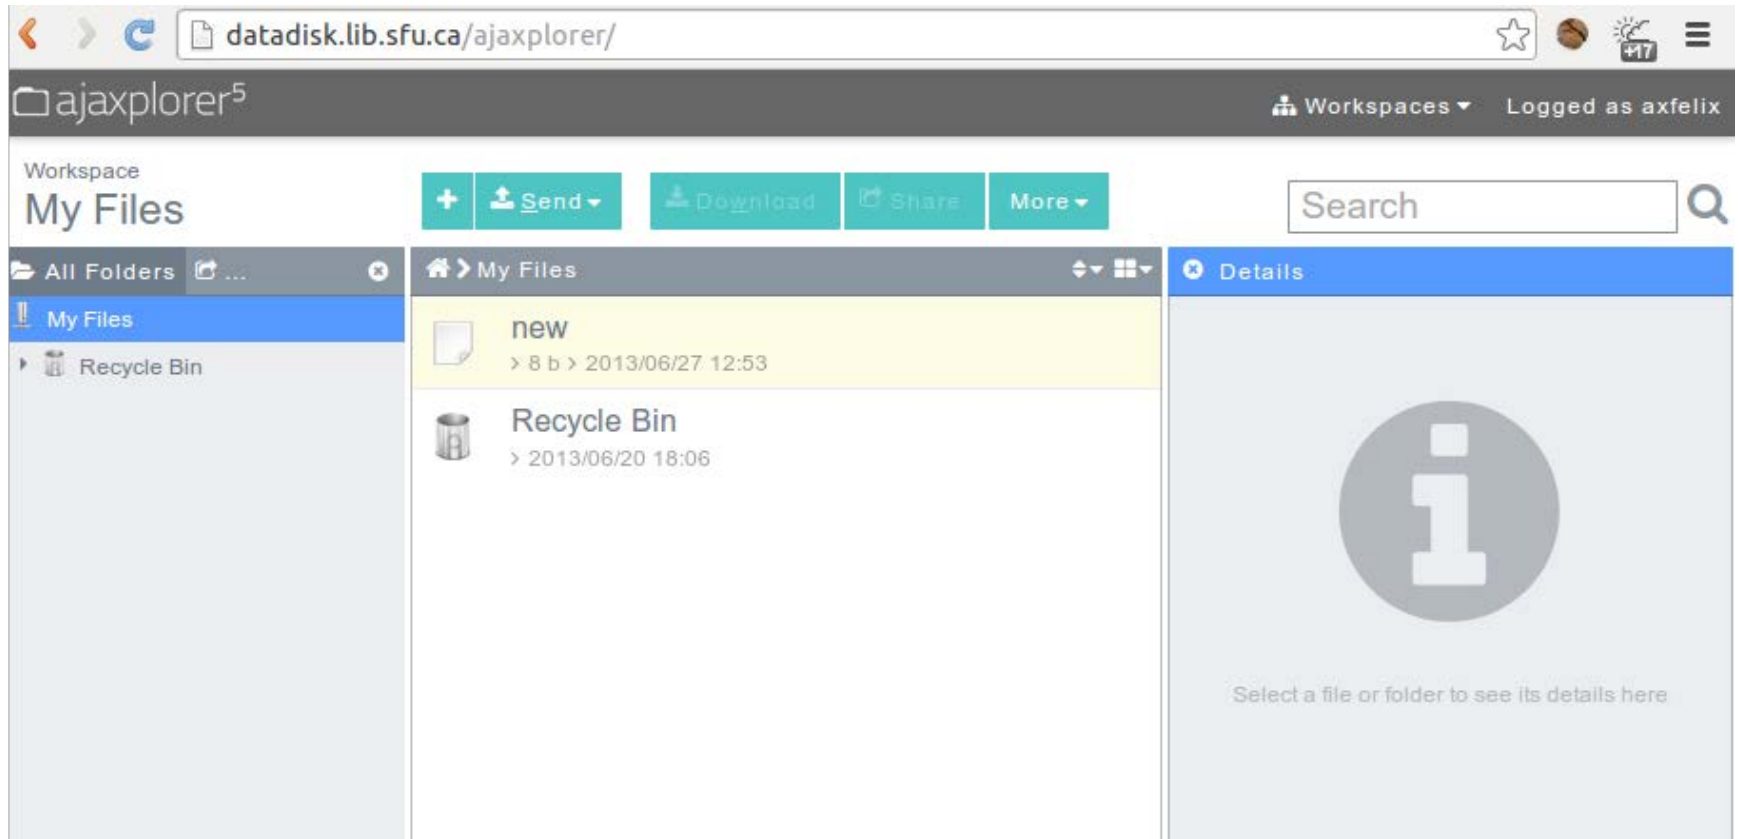 datadisk.lib.sfu.ca/ajaxplorer/
+17
ajaxplorer5
Workspaces
Logged as axfelix
Workspace
My Files
+
Send
Download
Share
More
Search
All Folders
...
My Files
Details
My Files
Recycle Bin
new
> 8 b > 2013/06/27 12:53
Recycle Bin
> 2013/06/20 18:06
Select a file or folder to see its details here